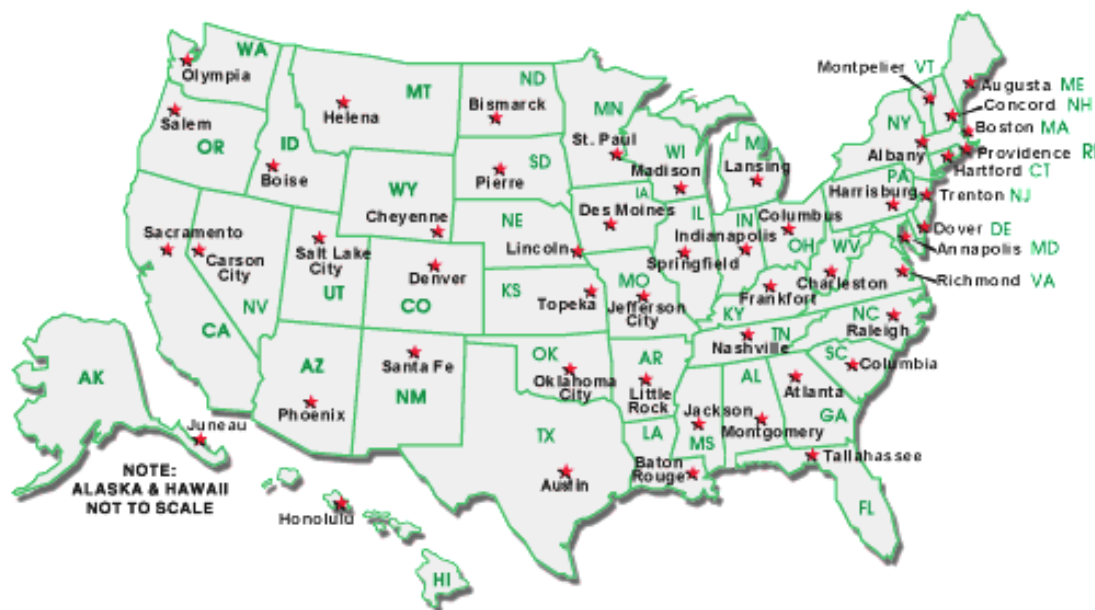 WA
Olympia
MT
Helena
ND
Bismarck
MN
St. Paul
Montpelier VT
Augusta ME
Concord NH
Boston MA
Providence RI
Hartford CT
NY
Albany
Salem
OR
ID
Boise
SD
Pierre
WI
Madison
MI
Lansing
PA
Harrisburg
Trenton NJ
WY
Cheyenne
NE
Lincoln
IA
Des Moines
IL
Springfield
IN
Indianapolis
Columbus
OH
WV
Charleston
Dover DE
Annapolis MD
Richmond VA
Sacramento
CA
Carson
City
NV
Salt Lake
City
UT
Denver
CO
KS
Topeka
MO
Jefferson
City
KY
Frankfort
TN
Nashville
NC
Raleigh
SC
Columbia
AZ
Phoenix
Santa Fe
NM
OK
Oklahoma
City
AR
Little
Rock
AL
Montgomery
Atlanta
GA
Jackson
MS
LA
Baton
Rouge
TX
Austin
Tallahassee
FL
AK
Juneau
NOTE:
ALASKA & HAWAII
NOT TO SCALE
Honolulu
HI